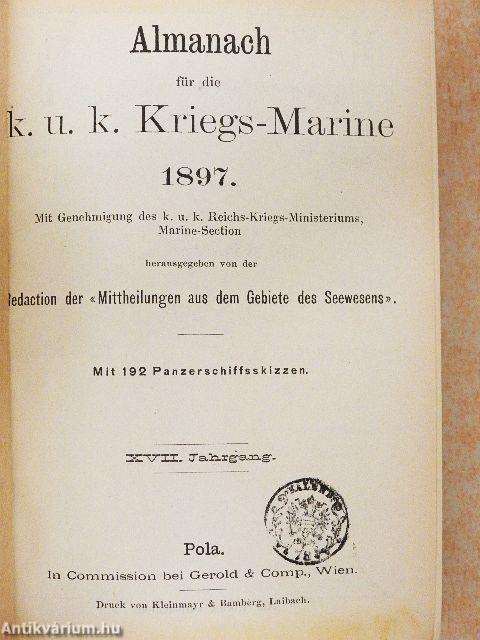 Almanach
für die
k. u. k. Kriegs-Marine
1897.
Mit Genehmigung des k. u. k. Reichs-Kriegs-Ministeriums,
Marine-Section
herausgegeben von der
Redaction der «Mittheilungen aus dem Gebiete des Seewesens».
Mit 192 Panzerschiffsskizzen.
XVII. Jahrgang.
Pola.
In Commission bei Gerold & Comp., Wien.
Druck von Kleinmayr & Bamberg, Laibach.
Antikvárium.hu